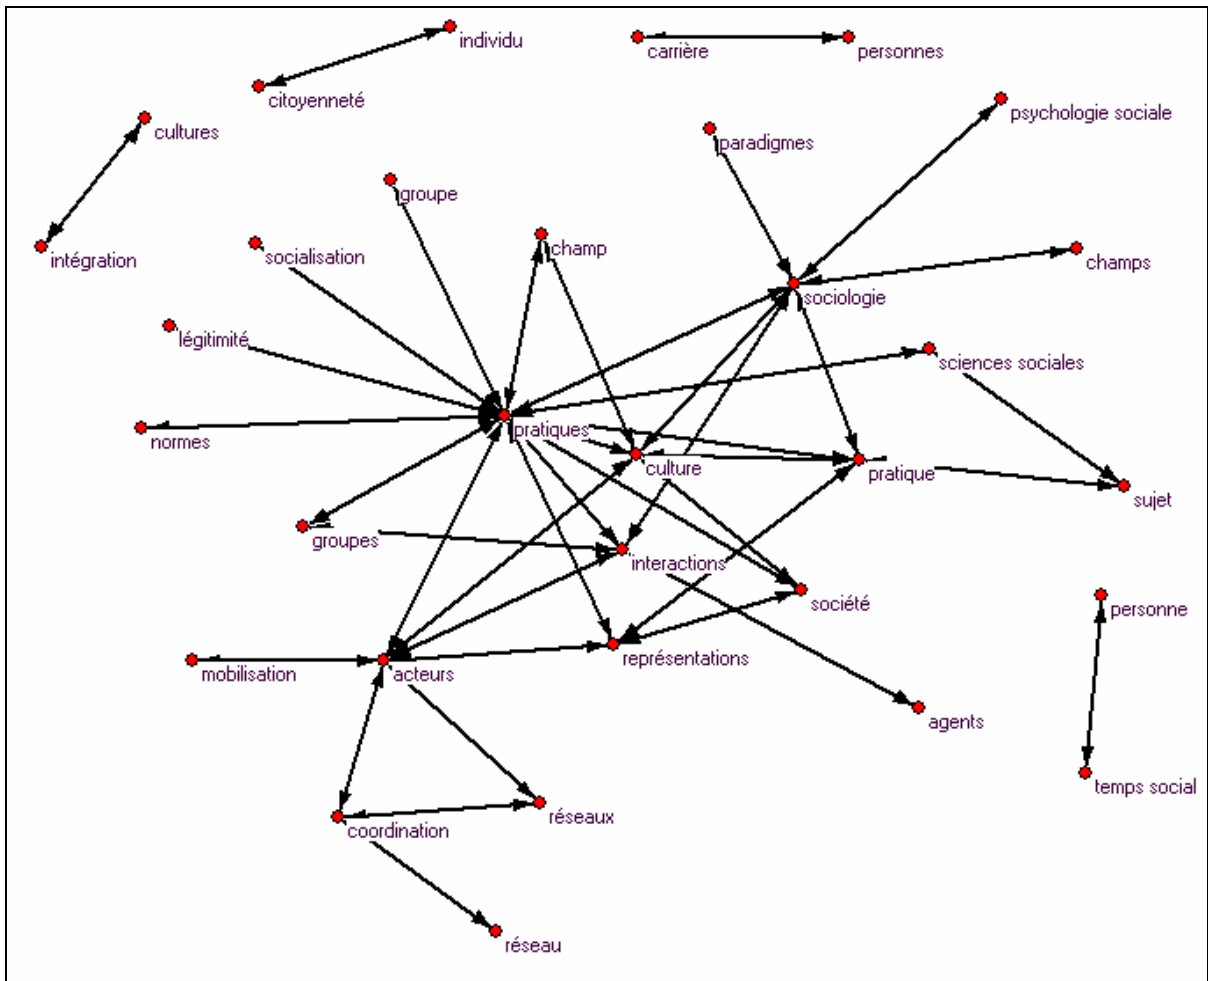 individu
carrière
personnes
citoyenneté
cultures
psychologie sociale
paradigmes
groupe
champ
socialisation
intégration
champs
sociologie
légitimité
sciences sociales
pratiques
normes
culture
pratique
sujet
groupes
interactions
société
personne
représentations
mobilisation
acteurs
agents
temps social
réseaux
coordination
réseau